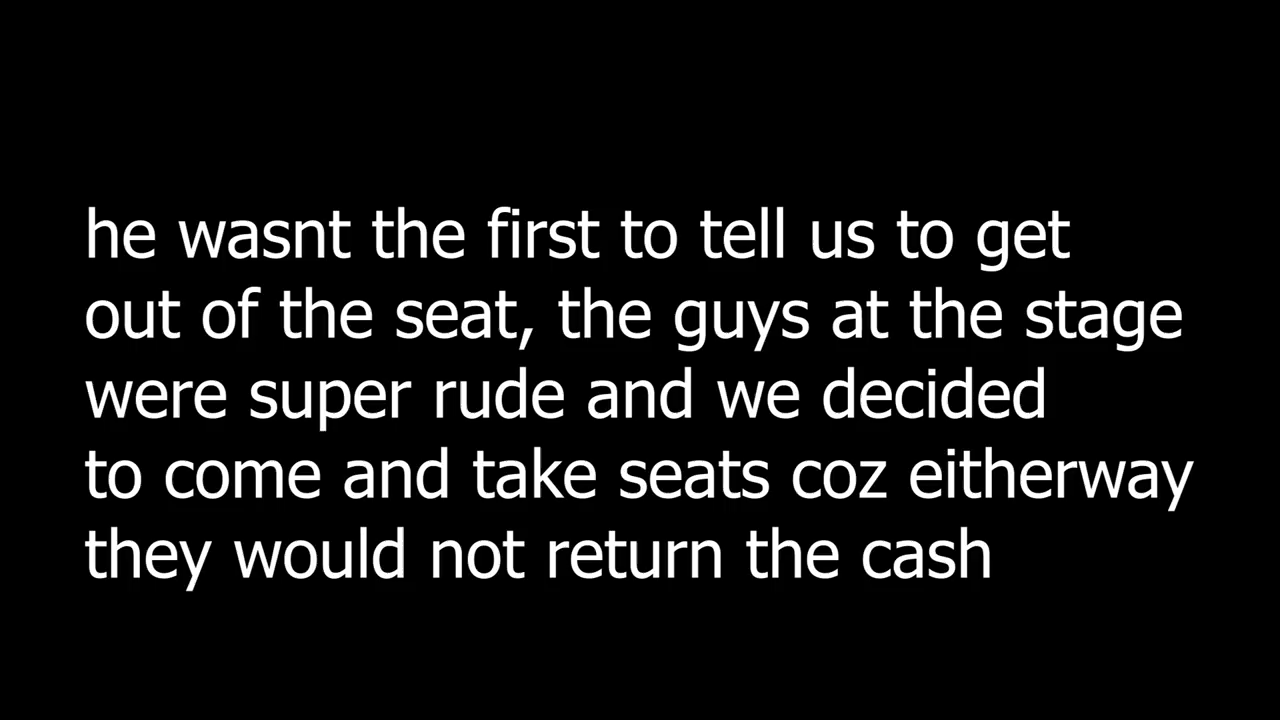 he wasnt the first to tell us to get
out of the seat, the guys at the stage
were super rude and we decided
to come and take seats coz eitherway
they would not return the cash